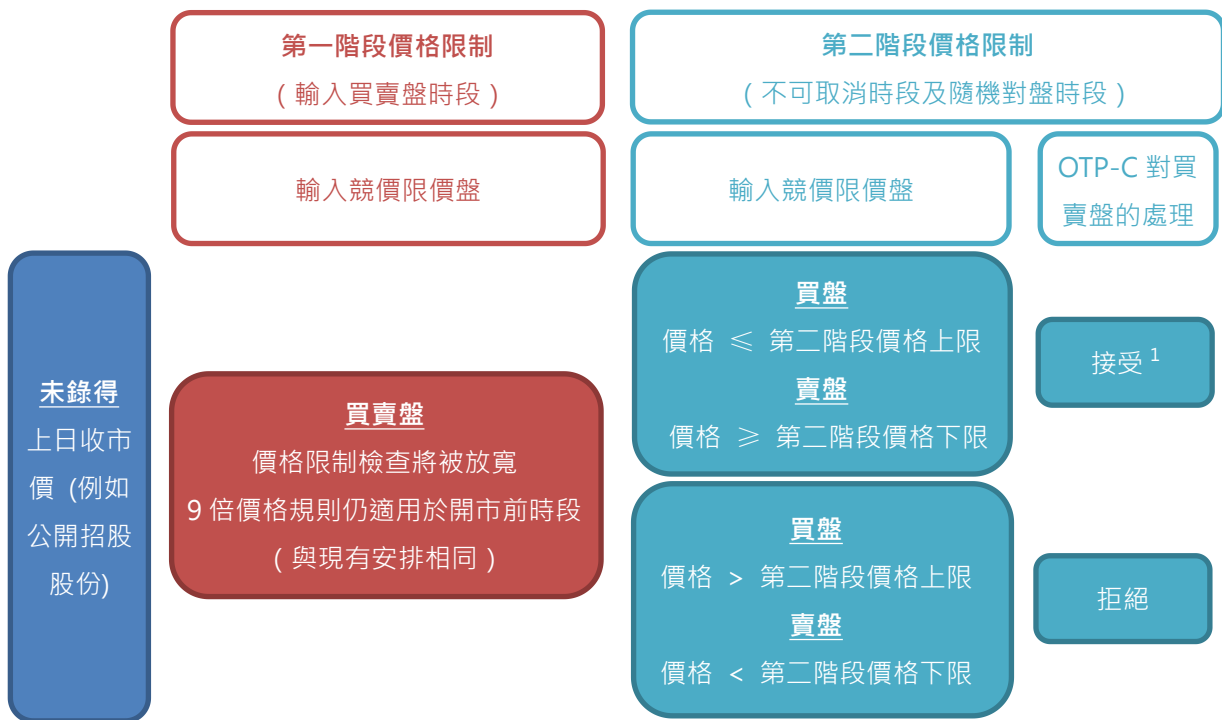 第一階段價格限制
（輸入買賣盤時段）
第二階段價格限制
（不可取消時段及隨機對盤時段）
輸入競價限價盤
輸入競價限價盤
OTP-C 對買
賣盤的處理
未錄得
上日收市
價 (例如
公開招股
股份)
買賣盤
價格限制檢查將被放寬
9 倍價格規則仍適用於開市前時段
（與現有安排相同）
買盤
價格 ≤ 第二階段價格上限
賣盤
價格 ≥ 第二階段價格下限
接受 1
買盤
價格 > 第二階段價格上限
賣盤
價格 < 第二階段價格下限
拒絕